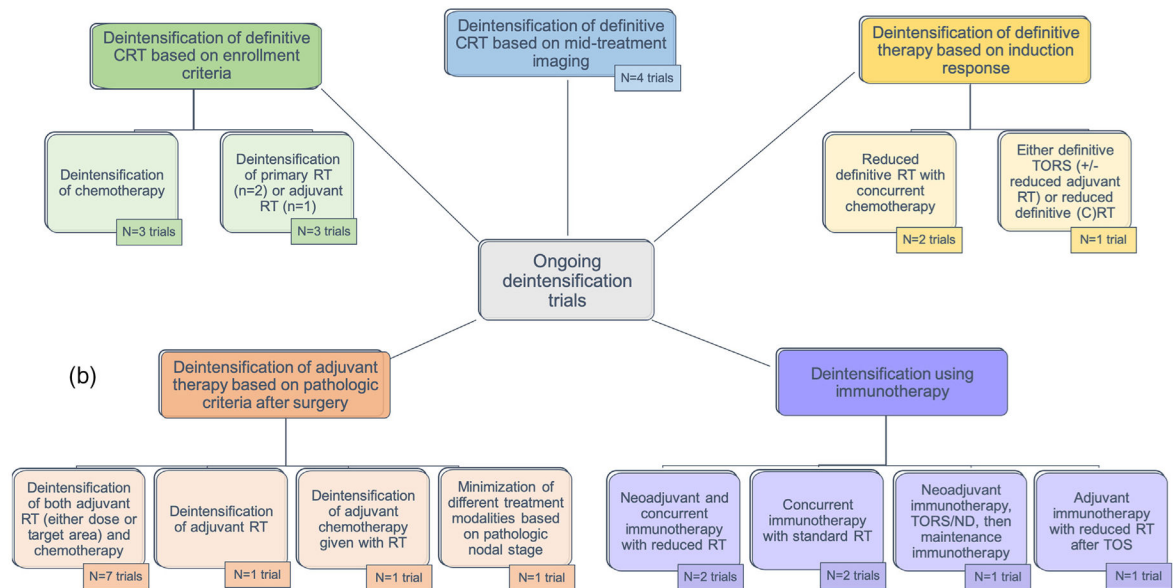 Deintensification of definitive
CRT based on enrollment
criteria
Deintensification
of chemotherapy
N=3 trials
Deintensification
of primary RT
(n=2) or adjuvant
RT (n=1)
N=3 trials
Deintensification of definitive
CRT based on mid-treatment
imaging
N=4 trials
Deintensification of definitive
therapy based on induction
response
Reduced
definitive RT with
concurrent
chemotherapy
N=2 trials
Either definitive
TORS (+/-
reduced adjuvant
RT) or reduced
definitive (C)RT
N=1 trial
Ongoing
deintensification
trials
(b)
Deintensification of adjuvant
therapy based on pathologic
criteria after surgery
Deintensification
of both adjuvant
RT (either dose or
target area) and
chemotherapy
N=7 trials
Deintensification
of adjuvant RT
N=1 trial
Deintensification
of adjuvant
chemotherapy
given with RT
N=1 trial
Minimization of
different treatment
modalities based
on pathologic
nodal stage
N=1 trial
Deintensification using
immunotherapy
Neoadjuvant and
concurrent
immunotherapy
with reduced RT
N=2 trials
Concurrent
immunotherapy
with standard RT
N=2 trials
Neoadjuvant
immunotherapy,
TORS/ND, then
maintenance
immunotherapy
N=1 trial
Adjuvant
immunotherapy
with reduced RT
after TOS
N=1 trial